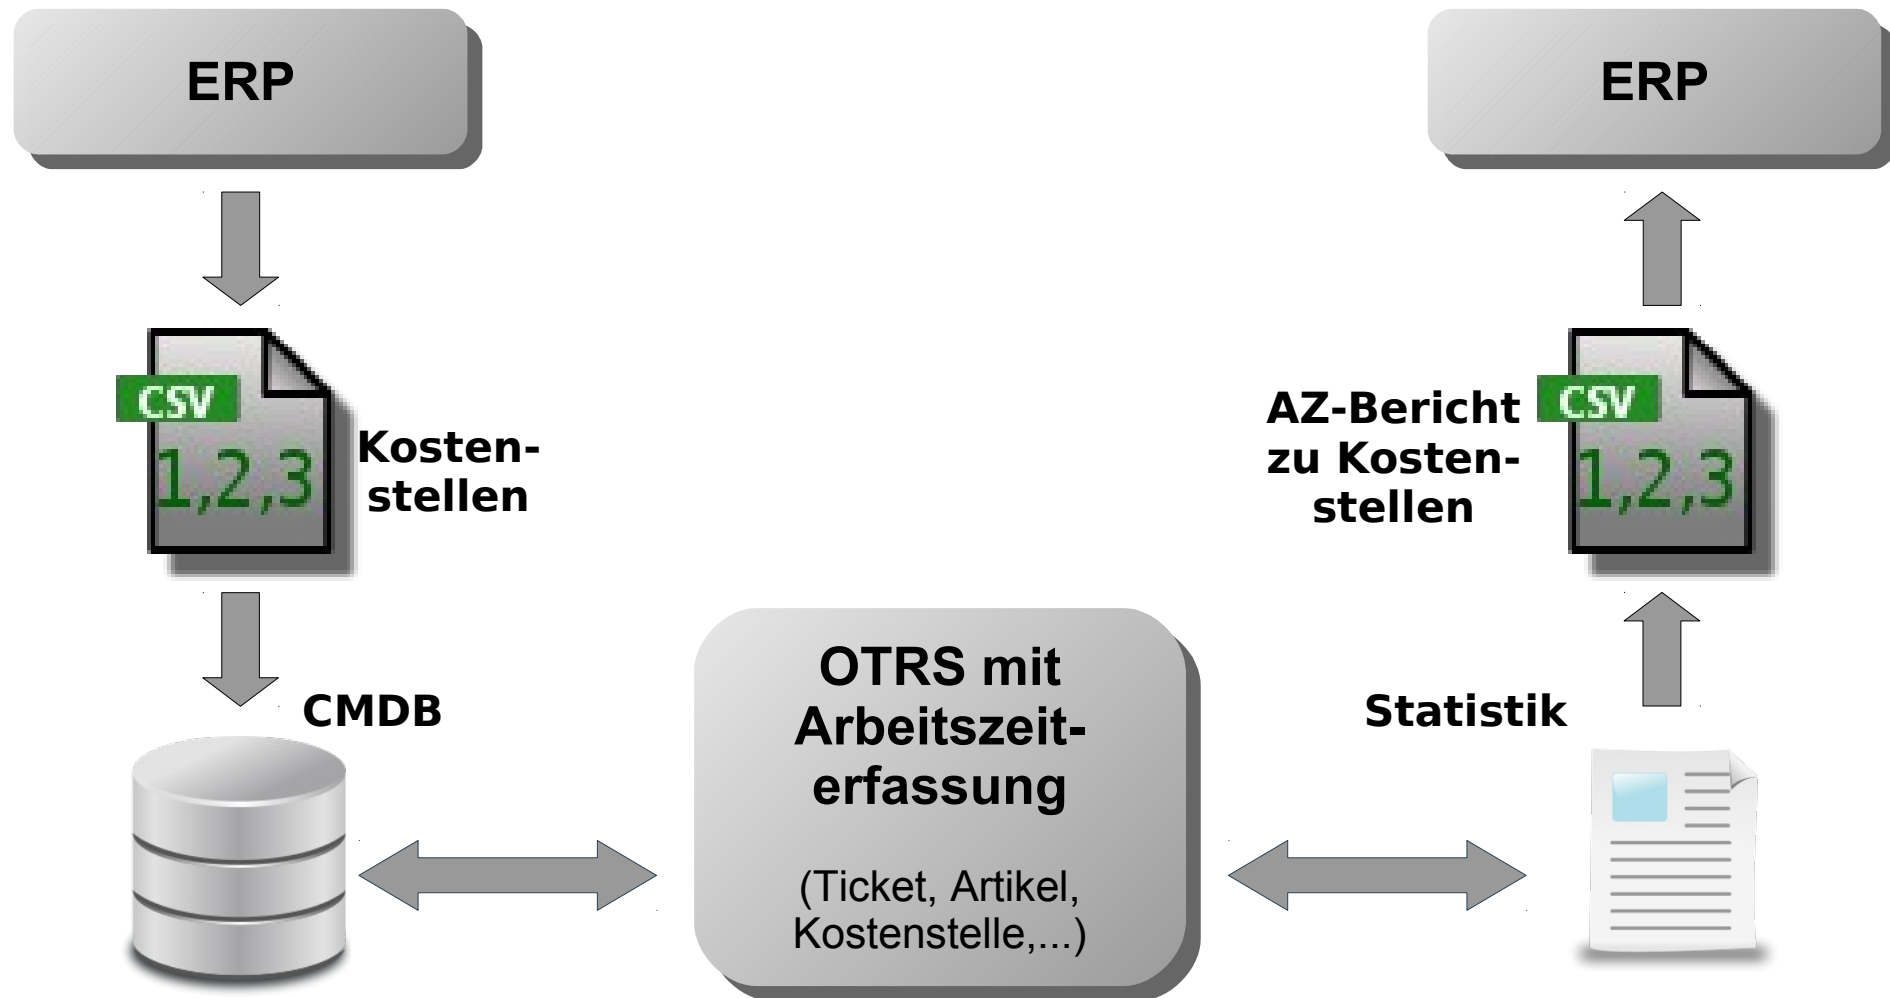 ERP
CSV
1,2,3
Kosten-
stellen
CMDB
OTRS mit
Arbeitszeit-
erfassung
(Ticket, Artikel,
Kostenstelle,...)
ERP
AZ-Bericht
zu Kosten-
stellen
CSV
1,2,3
Statistik